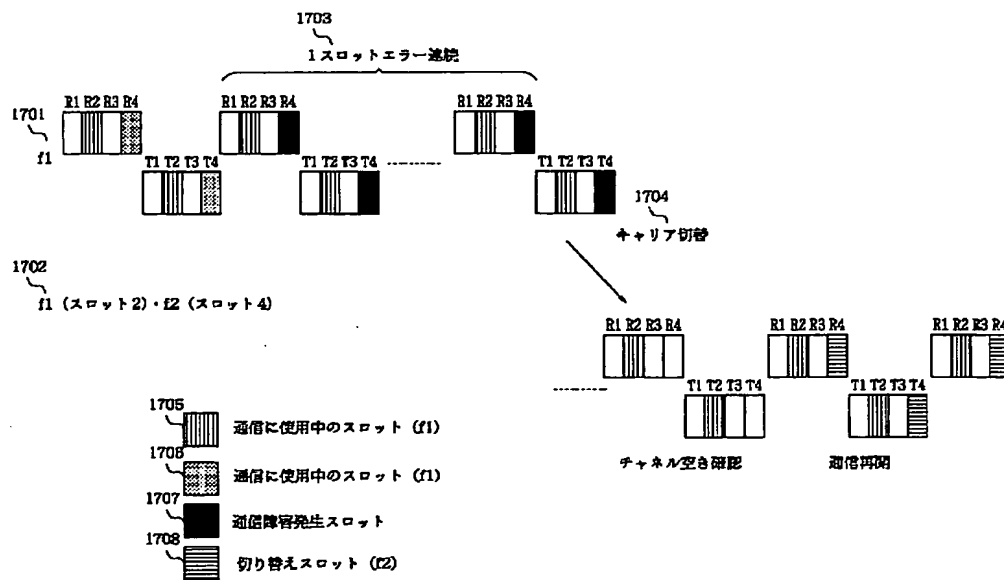 1703
1スロットエラー連続
R1 R2 R3 R4
R1 R2 R3 R4
R1 R2 R3 R4
1701
f1
T1 T2 T3 T4
T1 T2 T3 T4
T1 T2 T3 T4
1704
キャリア切替
1702
f1 (スロット2)・f2 (スロット4)
R1 R2 R3 R4
R1 R2 R3 R4
R1 R2 R3 R4
T1 T2 T3 T4
T1 T2 T3 T4
チャネル空き確認
通信再開
1705
通信に使用中のスロット (f1)
1706
通信に使用中のスロット (f1)
1707
通信障害発生スロット
1708
切り替えスロット (f2)